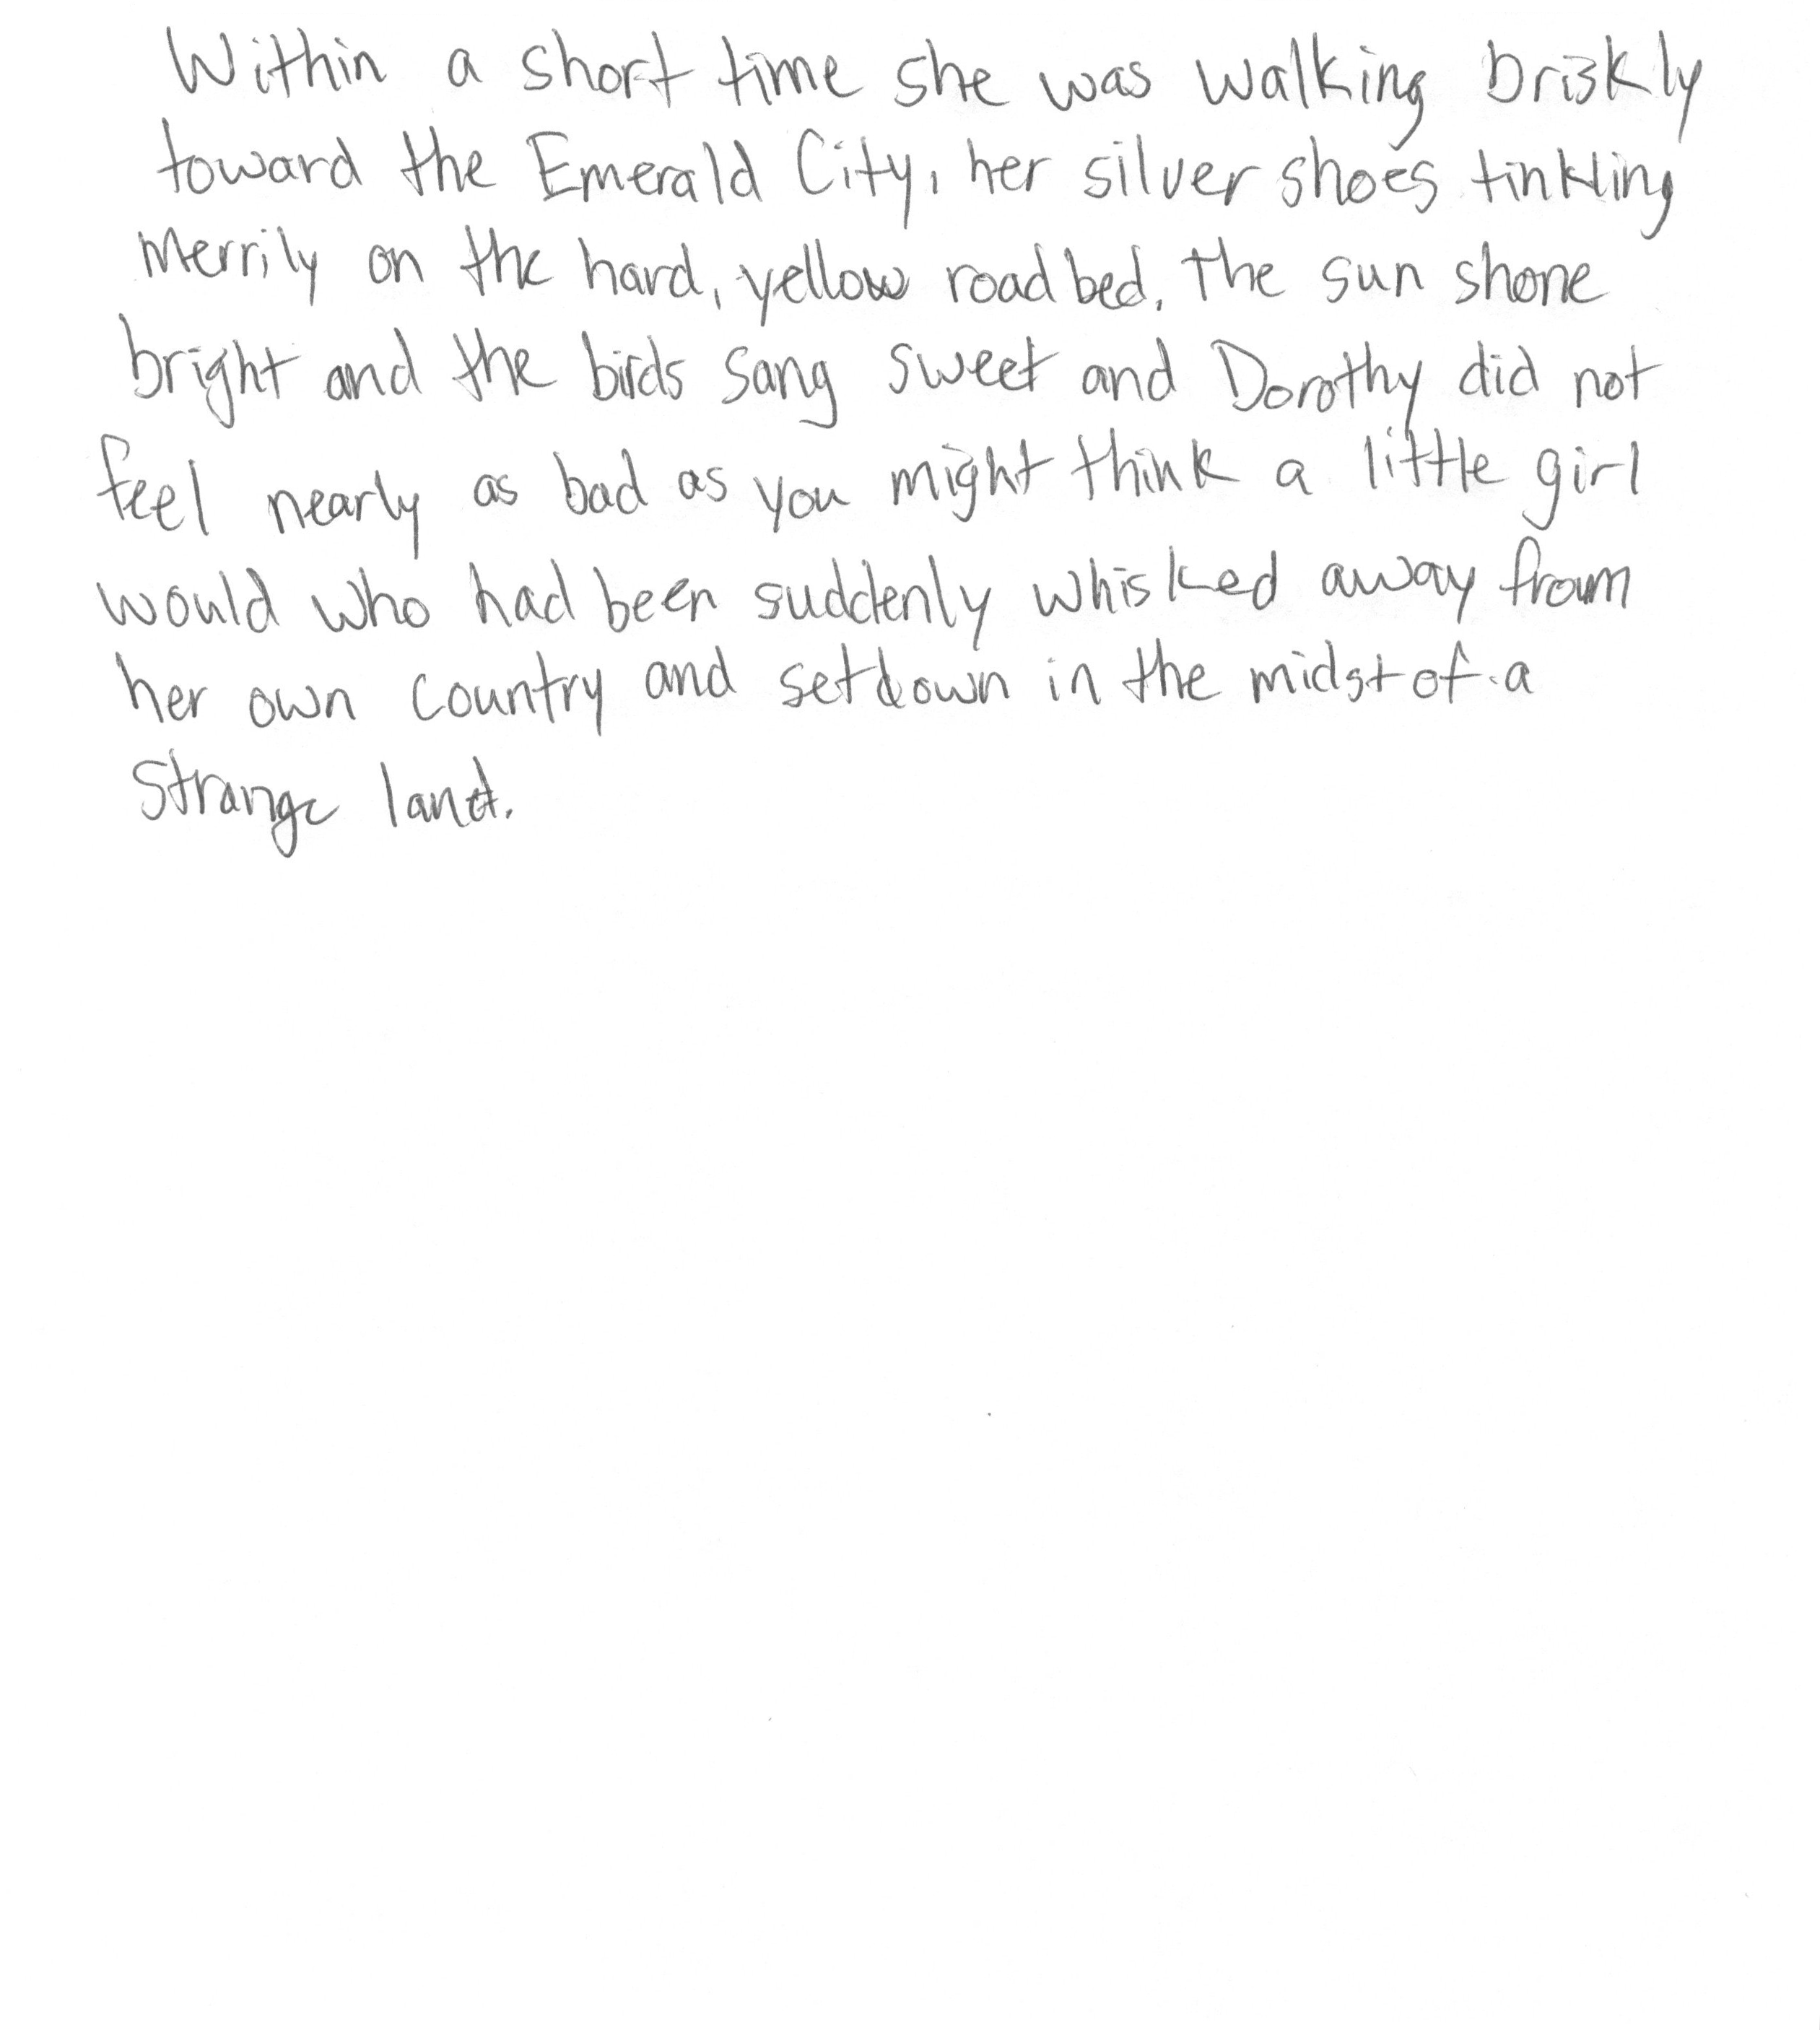 Within a short time she was walking briskly
toward the Emerald City, her silver shoes tinkling
merrily on the hard, yellow roadbed. The sun shone
bright and the birds sang sweet and Dorothy did not
feel nearly as bad as you might think a little girl
would who had been suddenly whisked away from
her own country and set down in the midst of a
strange land.